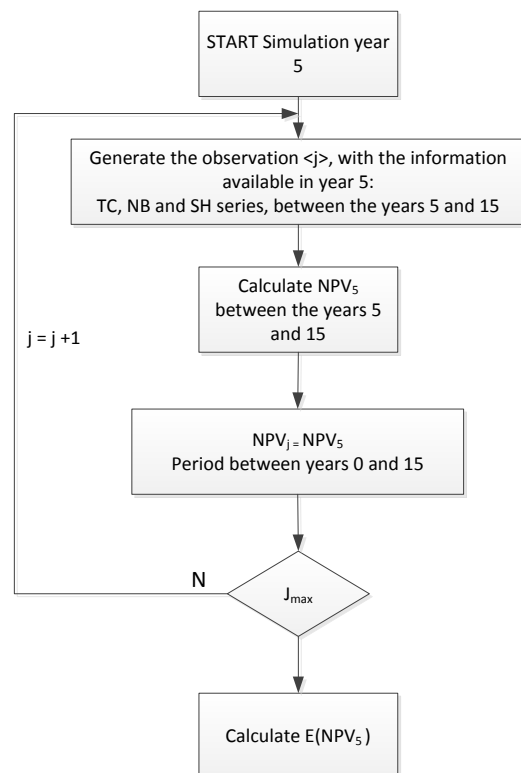 START Simulation year
5
Generate the observation <j>, with the information
available in year 5:
TC, NB and SH series, between the years 5 and 15
Calculate NPV₅
between the years 5
and 15
j = j +1
NPVⱼ = NPV₅
Period between years 0 and 15
N
Jmax
Calculate E(NPV₅)